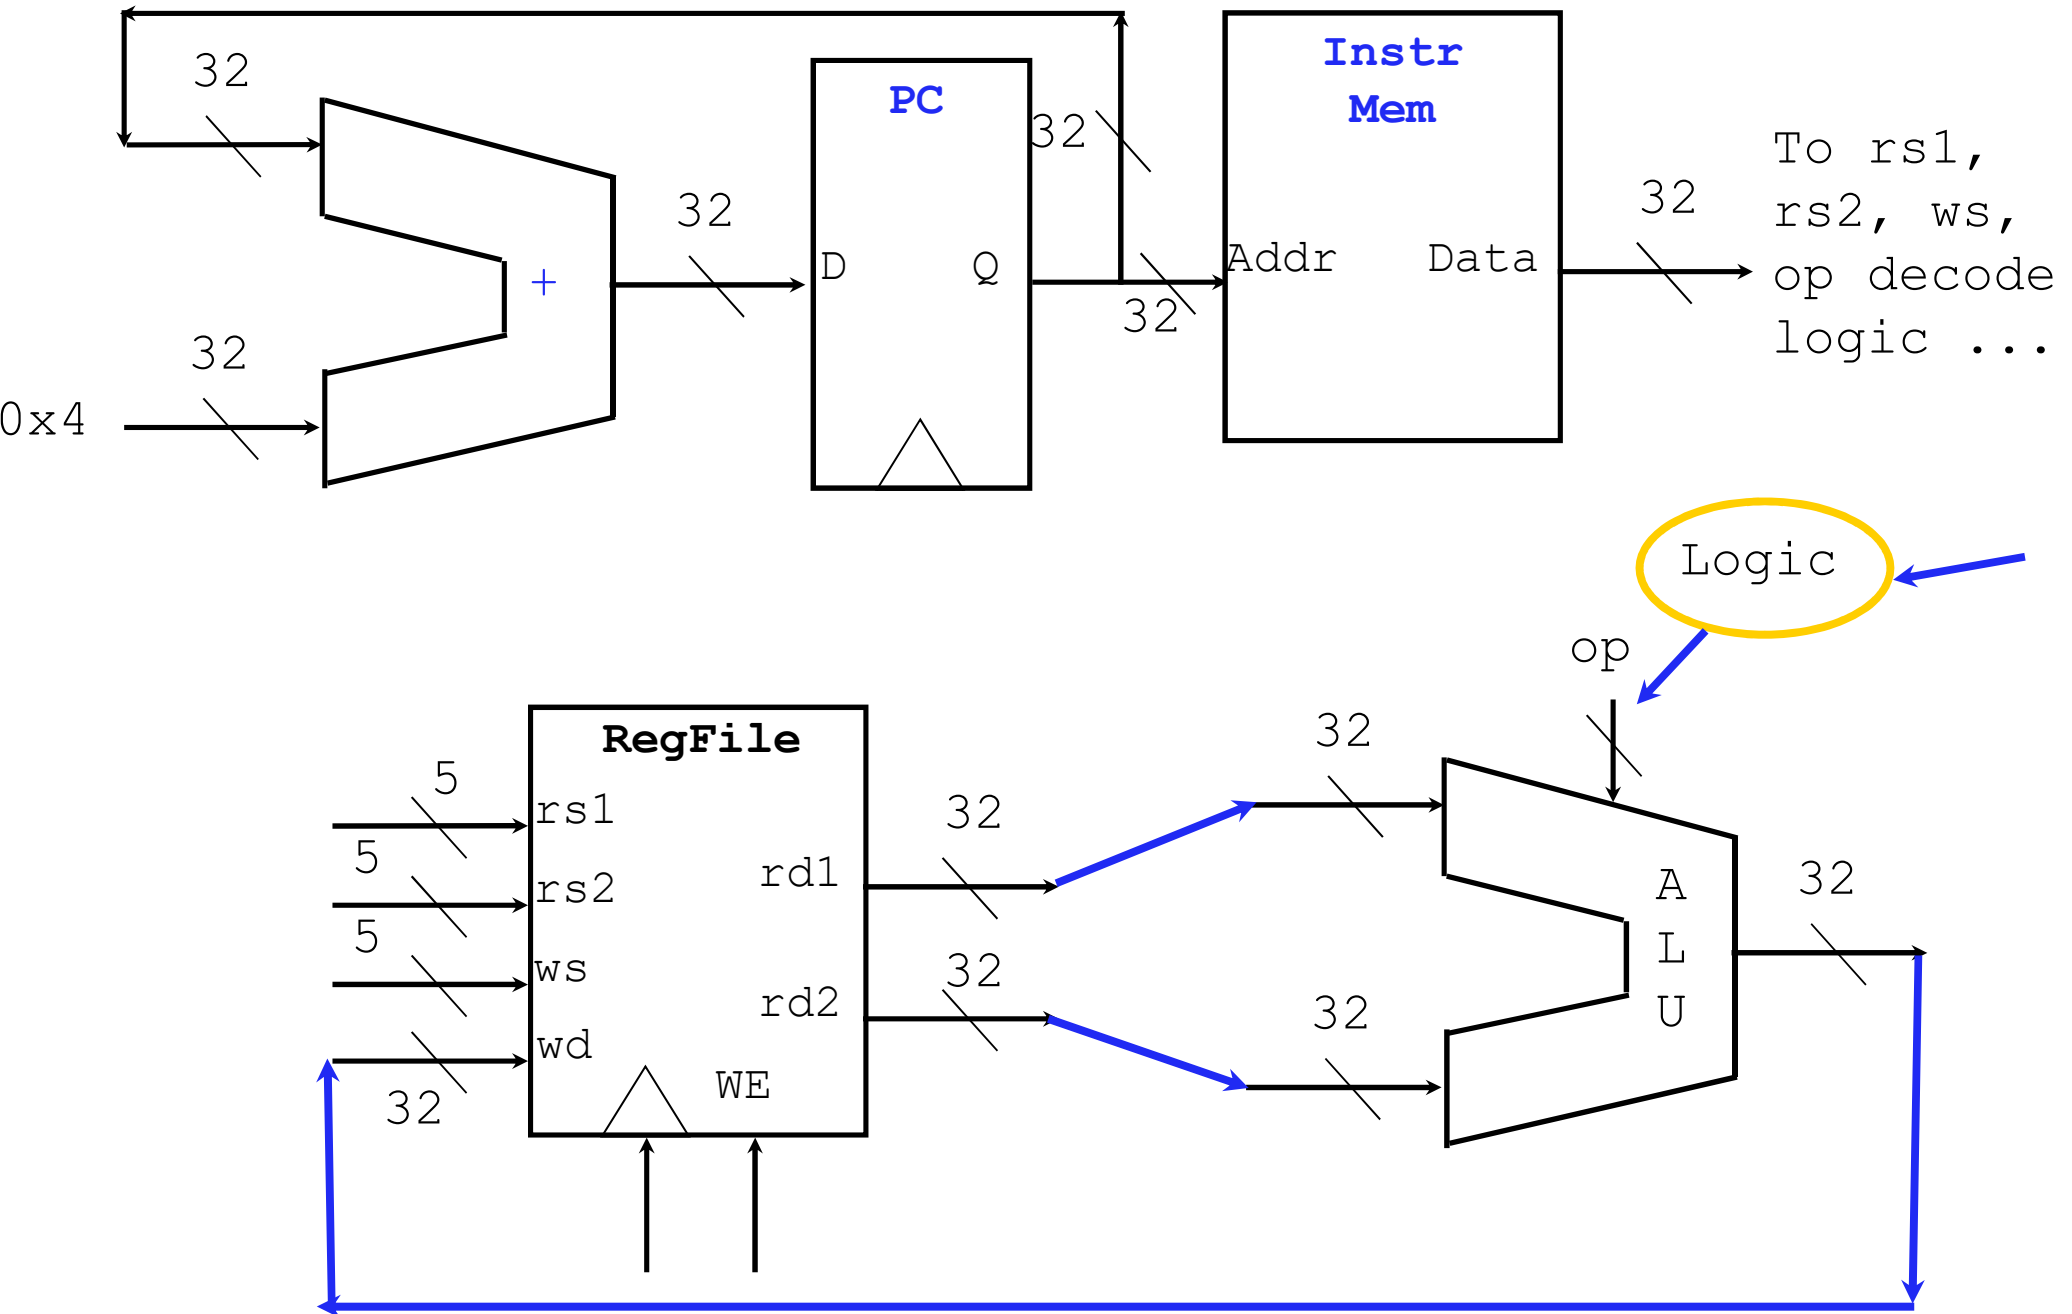 32
PC
32
Instr
Mem
To rs1,
rs2, ws,
op decode
logic ...
32
32
D
Q
Addr
Data
+
32
32
0x4
Logic
op
RegFile
32
5
rs1
32
5
rs2
rd1
A
32
5
ws
32
L
rd2
32
U
wd
WE
32